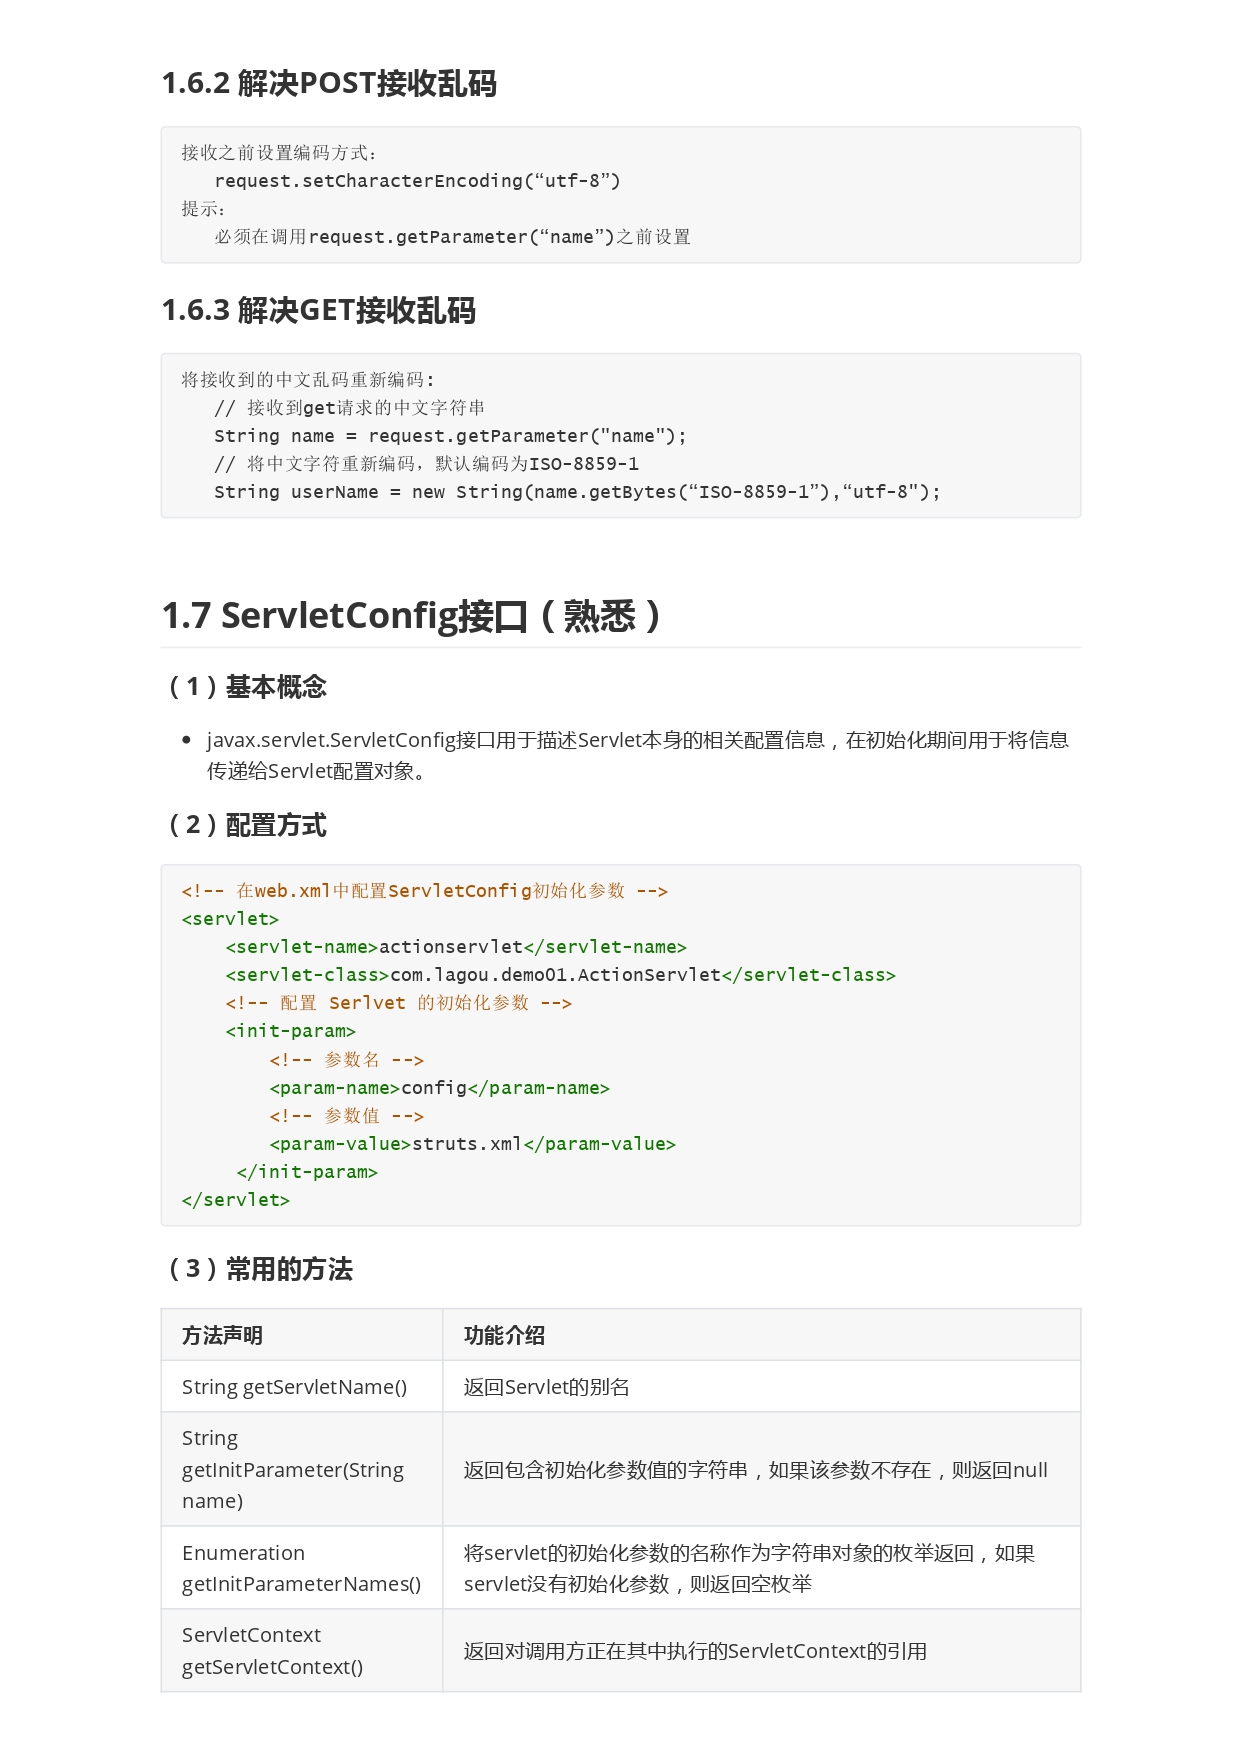 1.6.2 解决POST接收乱码
接收之前设置编码方式：
request.setCharacterEncoding(“utf-8”)
提示：
必须在调用request.getParameter(“name”)之前设置
1.6.3 解决GET接收乱码
将接收到的中文乱码重新编码:
// 接收到get请求的中文字符串
String name = request.getParameter("name");
// 将中文字符重新编码，默认编码为ISO-8859-1
String userName = new String(name.getBytes(“ISO-8859-1”),“utf-8");
1.7 ServletConfig接口（熟悉）
（1）基本概念
• javax.servlet.ServletConfig接口用于描述Servlet本身的相关配置信息，在初始化期间用于将信息
传递给Servlet配置对象。
（2）配置方式
<!-- 在web.xml中配置ServletConfig初始化参数 -->
<servlet>
<servlet-name>actionservlet</servlet-name>
<servlet-class>com.lagou.demo01.ActionServlet</servlet-class>
<!-- 配置 Serlvet 的初始化参数 -->
<init-param>
<!-- 参数名 -->
<param-name>config</param-name>
<!-- 参数值 -->
<param-value>struts.xml</param-value>
</init-param>
</servlet>
（3）常用的方法
方法声明 功能介绍
String getServletName() 返回Servlet的别名
String
getInitParameter(String
name)
返回包含初始化参数值的字符串，如果该参数不存在，则返回null
Enumeration
getInitParameterNames()
将servlet的初始化参数的名称作为字符串对象的枚举返回，如果
servlet没有初始化参数，则返回空枚举
ServletContext
getServletContext()
返回对调用方正在其中执行的ServletContext的引用